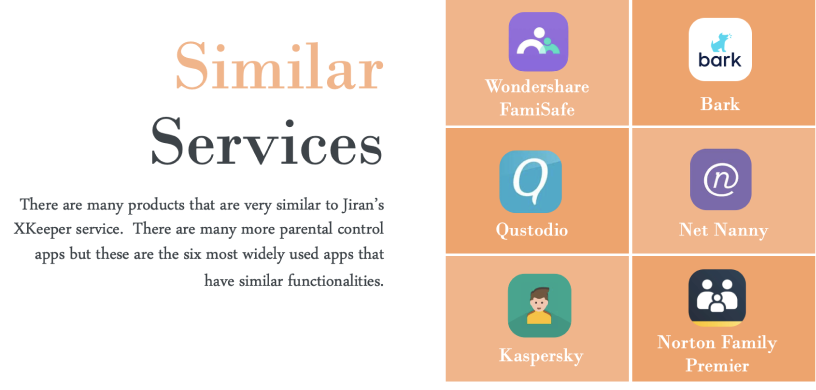 Similar
Services
There are many products that are very similar to Jiran's
XKeeper service.  There are many more parental control
apps but these are the six most widely used apps that
have similar functionalities.
Wondershare
FamiSafe
bark
Bark
Q
Qustodio
n
Net Nanny
Kaspersky
Norton Family
Premier